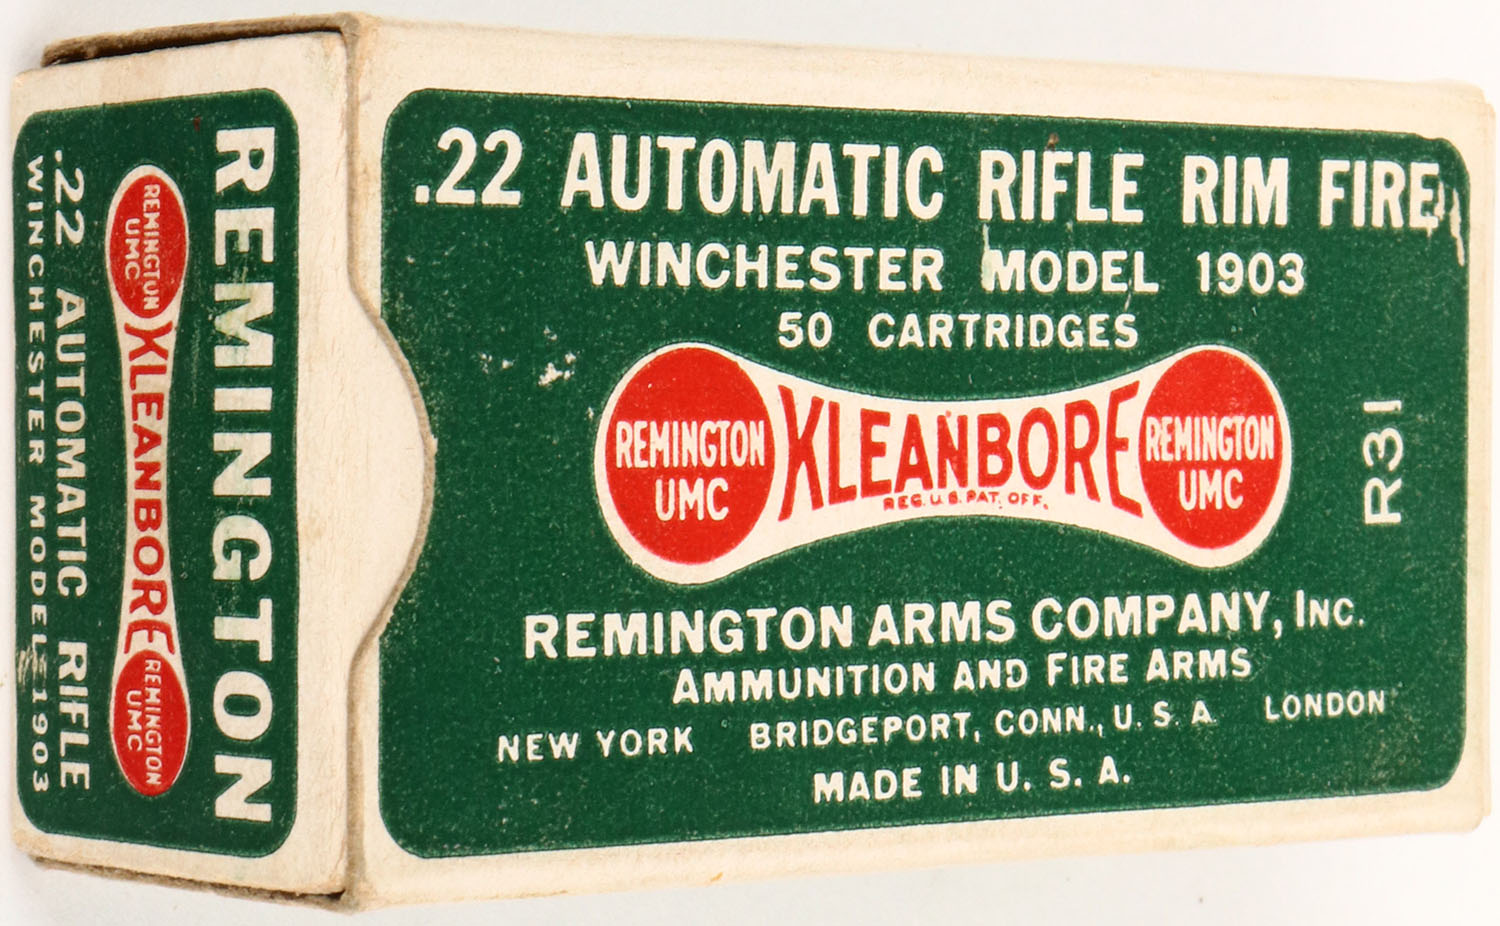 .22 AUTOMATIC RIFLE RIM FIRE
WINCHESTER MODEL 1903
50 CARTRIDGES
REMINGTON
UMC
KLEANBORE
REG. U. S. PAT. OFF.
REMINGTON
UMC
R31
REMINGTON ARMS COMPANY, INC.
AMMUNITION AND FIRE ARMS
NEW YORK BRIDGEPORT, CONN., U. S. A. LONDON
MADE IN U. S. A.
REMINGTON
REMINGTON
UMC
KLEANBORE
REMINGTON
UMC
.22 AUTOMATIC RIFLE
WINCHESTER MODEL 1903